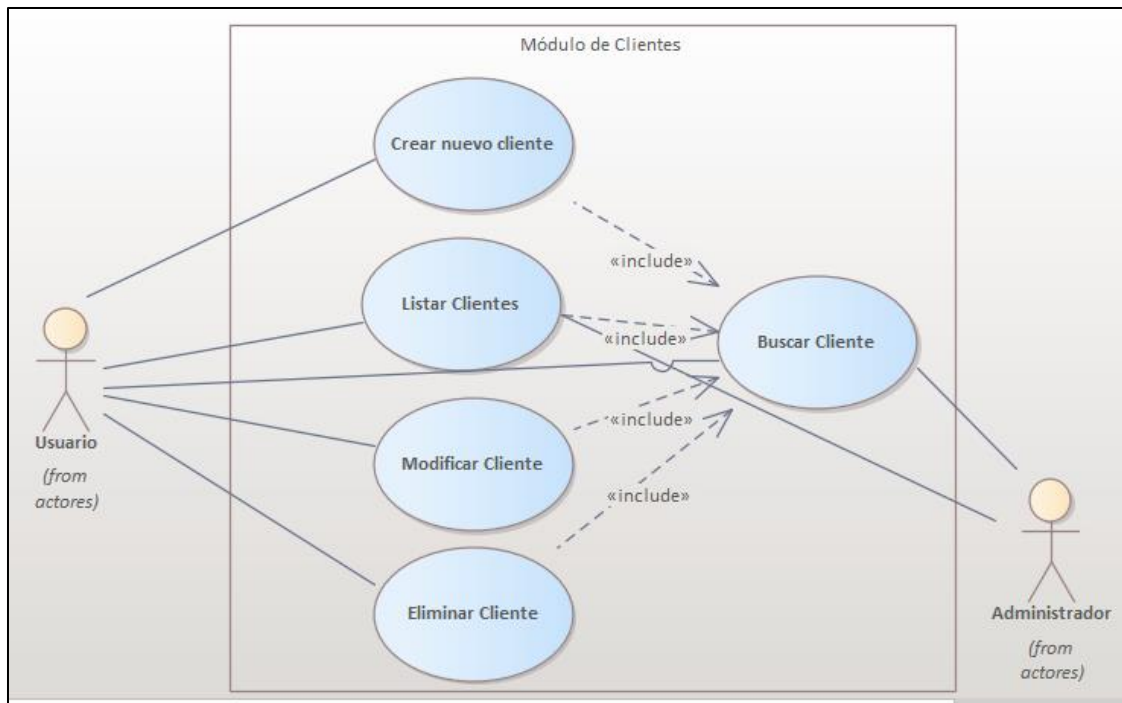 Módulo de Clientes
Crear nuevo cliente
«include»
Listar Clientes
«include»
Buscar Cliente
«include»
Modificar Cliente
«include»
Eliminar Cliente
Usuario
(from
actores)
Administrador
(from
actores)